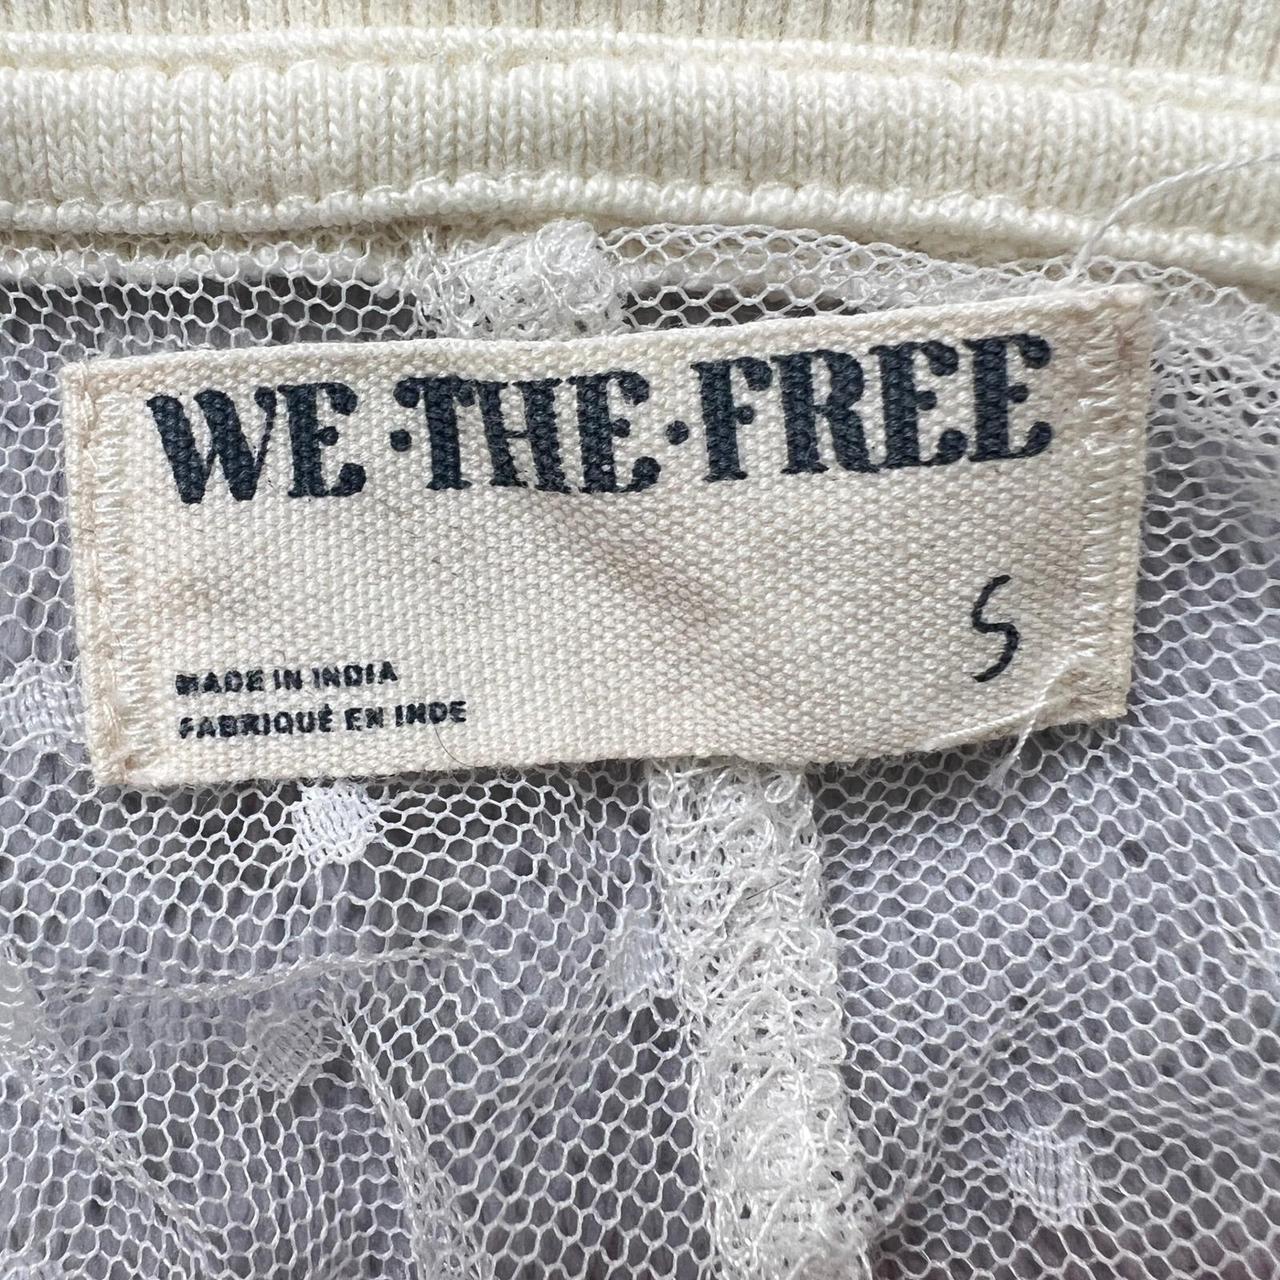 WE·THE·FREE
S
MADE IN INDIA
FABRIQUÉ EN INDE